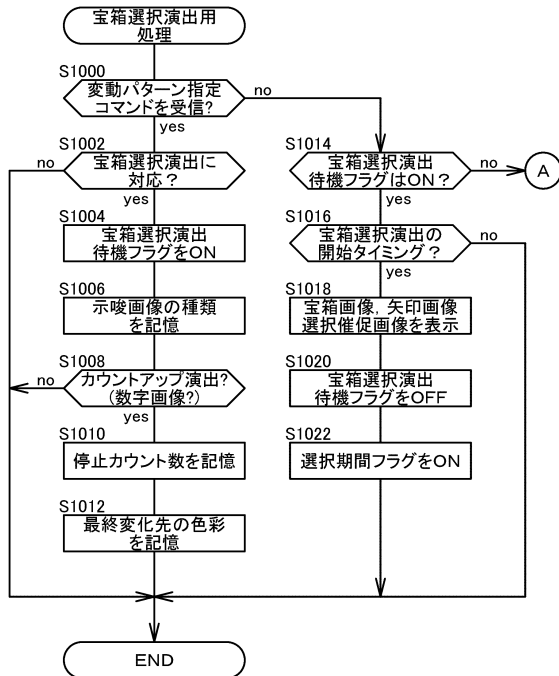 宝箱選択演出用
処理
S1000
変動パターン指定
コマンドを受信?
no
yes
S1002
宝箱選択演出に
対応？
no
yes
S1004
宝箱選択演出
待機フラグをON
S1006
示唆画像の種類
を記憶
S1008
カウントアップ演出?
(数字画像?)
no
yes
S1010
停止カウント数を記憶
S1012
最終変化先の色彩
を記憶
S1014
宝箱選択演出
待機フラグはON？
no
A
yes
S1016
宝箱選択演出の
開始タイミング？
no
yes
S1018
宝箱画像，矢印画像
選択催促画像を表示
S1020
宝箱選択演出
待機フラグをOFF
S1022
選択期間フラグをON
END